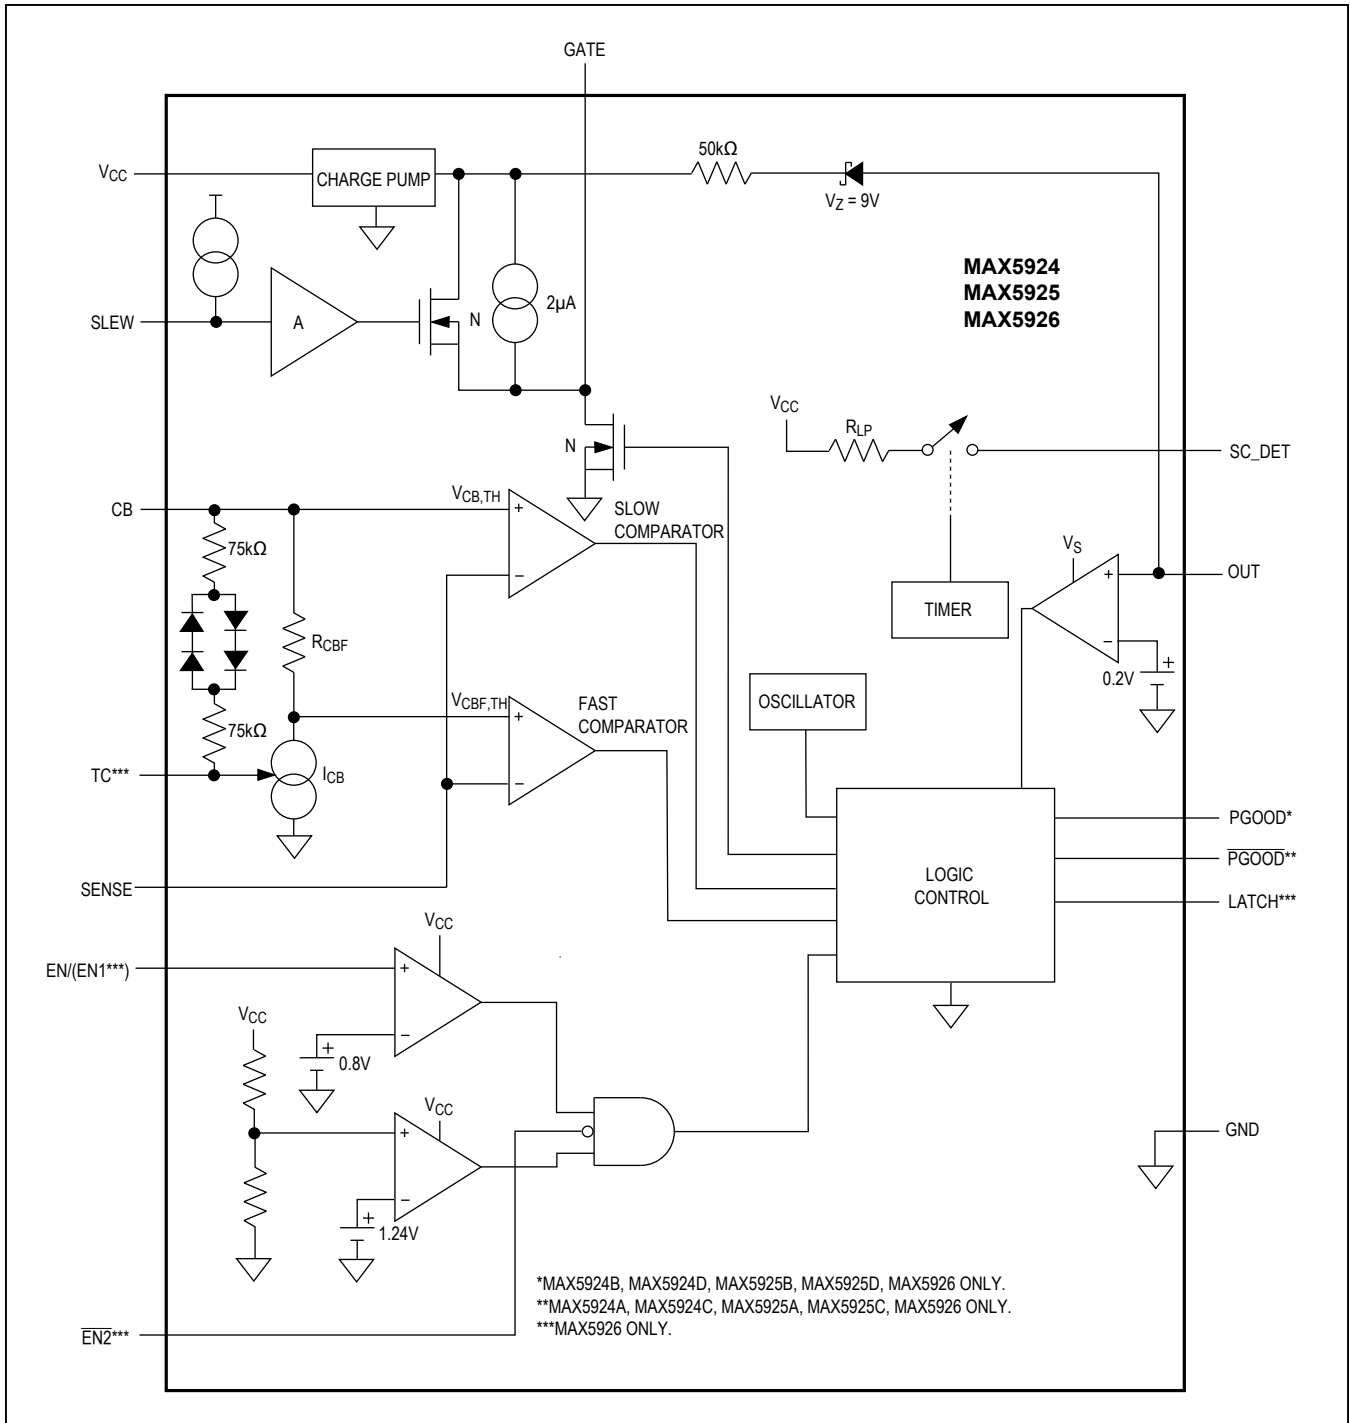 GATE
VCC
CHARGE PUMP
50kΩ
VZ = 9V
MAX5924
MAX5925
MAX5926
SLEW
A
N
2µA
VCC
RLP
SC_DET
N
CB
VCB,TH
+
−
SLOW
COMPARATOR
75kΩ
RCBF
TIMER
VS
+
−
OUT
0.2V
+
75kΩ
VCBF,TH
+
−
FAST
COMPARATOR
OSCILLATOR
TC***
ICB
SENSE
LOGIC
CONTROL
PGOOD*
PGOOD**
LATCH***
EN/(EN1***)
VCC
+
−
+
0.8V
VCC
VCC
+
−
+
1.24V
GND
EN2***
*MAX5924B, MAX5924D, MAX5925B, MAX5925D, MAX5926 ONLY.
**MAX5924A, MAX5924C, MAX5925A, MAX5925C, MAX5926 ONLY.
***MAX5926 ONLY.